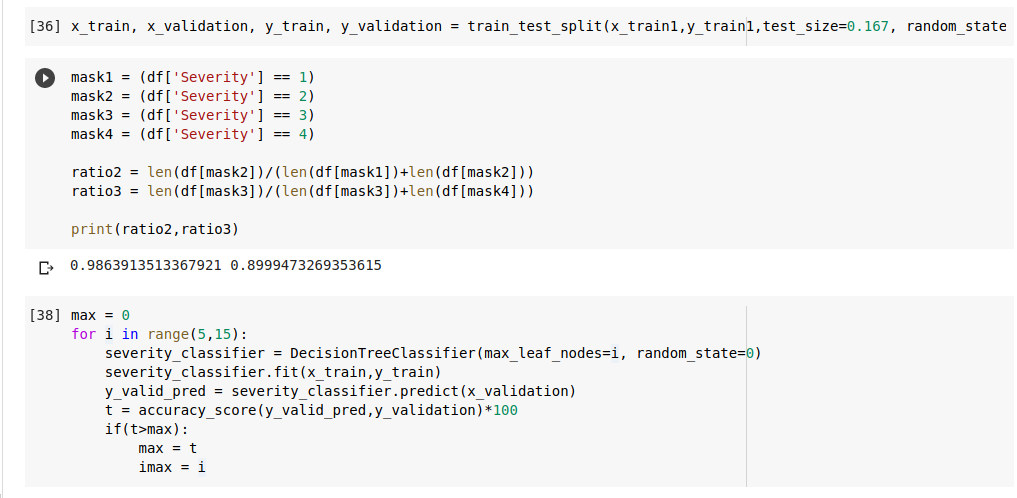 [36] x_train, x_validation, y_train, y_validation = train_test_split(x_train1,y_train1,test_size=0.167, random_state
mask1 = (df['Severity'] == 1)
mask2 = (df['Severity'] == 2)
mask3 = (df['Severity'] == 3)
mask4 = (df['Severity'] == 4)
ratio2 = len(df[mask2])/(len(df[mask1])+len(df[mask2]))
ratio3 = len(df[mask3])/(len(df[mask3])+len(df[mask4]))
print(ratio2,ratio3)
0.9863913513367921 0.8999473269353615
[38] max = 0
for i in range(5,15):
    severity_classifier = DecisionTreeClassifier(max_leaf_nodes=i, random_state=0)
    severity_classifier.fit(x_train,y_train)
    y_valid_pred = severity_classifier.predict(x_validation)
    t = accuracy_score(y_valid_pred,y_validation)*100
    if(t>max):
        max = t
        imax = i